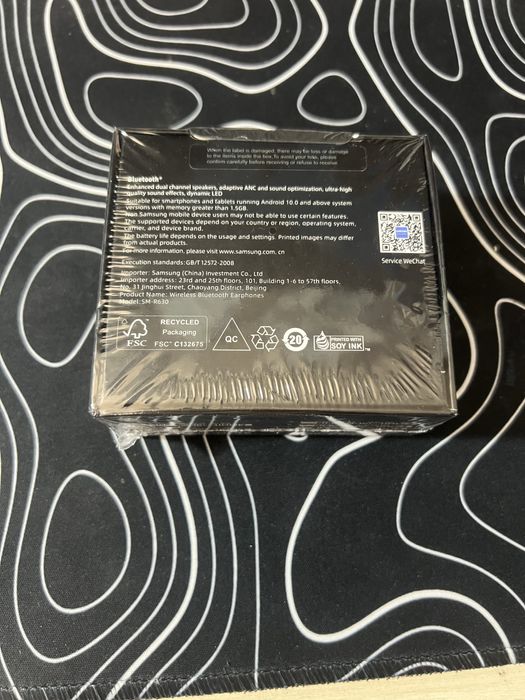 When the label is damaged, there may be loss or damage
to the items inside the box.To avoid your loss, please
confirm carefully before receiving or refuse to receive
Bluetooth®
Enhanced dual channel speakers, adaptive ANC and sound optimization, ultra-high
quality sound effects, dynamic LED
Suitable for smartphones and tablets running Android 10.0 and above system
versions with memory greater than 1.5GB.
Non Samsung mobile device users may not be able to use certain features.
The supported devices depend on your country or region, operating system,
carrier, and device brand.
The battery life depends on the usage and settings. Printed images may differ
from actual products.
For more information, please visit www.samsung.com.cn
Service WeChat
Execution standards: GB/T 12572-2008
Importer: Samsung (China) Investment Co., Ltd
Importer address: 23rd and 25th floors, 101, Building 1-6 to 57th floors,
No. 31 Jinghui Street, Chaoyang District, Beijing
Product Name: Wireless Bluetooth Earphones
Model: SM-R630
FSC
RECYCLED
Packaging
FSC™ C132675
QC
20
PRINTED WITH
SOY INK™